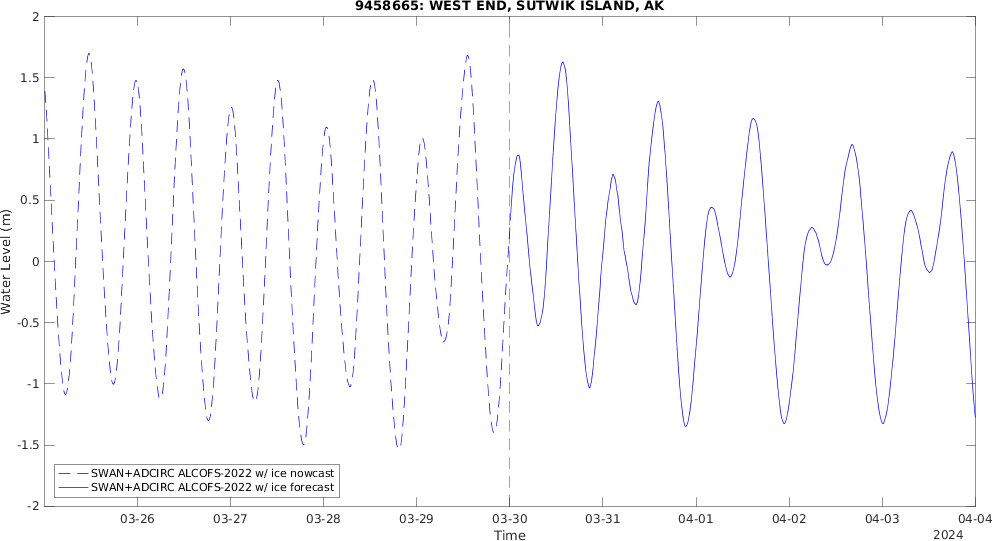 9458665: WEST END, SUTWIK ISLAND, AK
2
1.5
1
0.5
0
-0.5
-1
-1.5
-2
Water Level (m)
SWAN+ADCIRC ALCOFS-2022 w/ ice nowcast
SWAN+ADCIRC ALCOFS-2022 w/ ice forecast
03-26 03-27 03-28 03-29 03-30 03-31 04-01 04-02 04-03 04-04
Time
2024